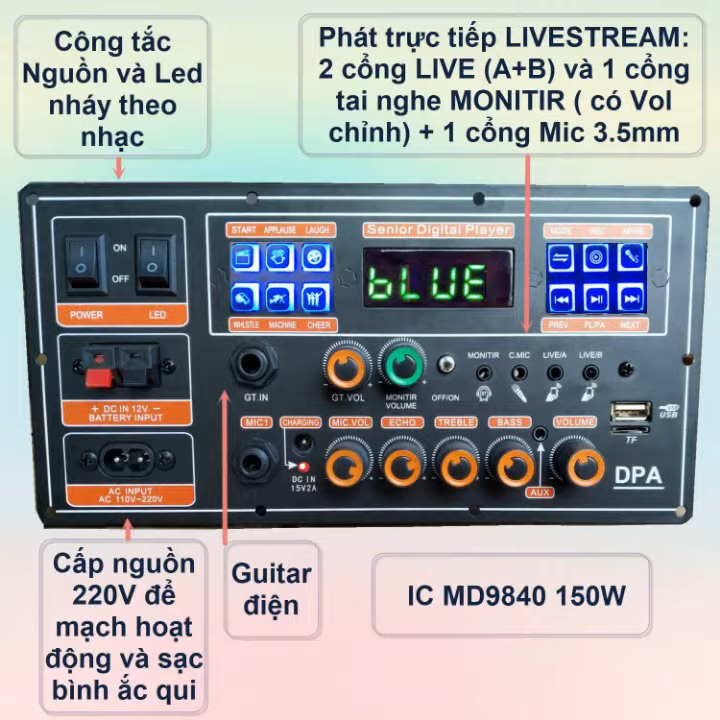 Công tắc
Nguồn và Led
nháy theo
nhạc
Phát trực tiếp LIVESTREAM:
2 cổng LIVE (A+B) và 1 cổng
tai nghe MONITIR ( có Vol
chỉnh) + 1 cổng Mic 3.5mm
START APPLAUSE LAUGH
Senior Digital Player
MODE REC
bLUE
WHLSTLE MACHINE CHEER
PREV PL/PA NEXT
ON
OFF
POWER LED
MONITIR C.MIC LIVE/A LIVE/B
GT.IN
GT.VOL
MONITIR
VOLUME
OFF/ON
USB
TF
+ DC IN 12V -
BATTERY INPUT
MIC1 CHARGING MIC.VOL ECHO TREBLE BASS VOLUME
DC IN
15V2A
AUX
DPA
AC INPUT
AC 110V~220V
Cấp nguồn
220V để
mạch hoạt
động và sạc
bình ắc qui
Guitar
điện
IC MD9840 150W